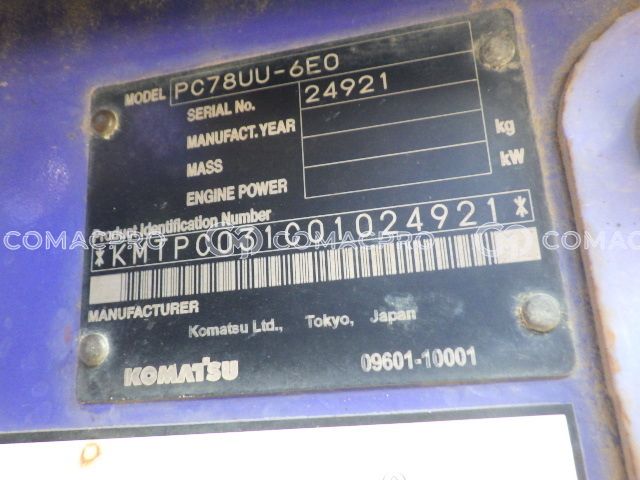 MODEL PC78UU-6E0
SERIAL No. 24921
MANUFACT. YEAR
MASS kg
ENGINE POWER kW
Product Identification Number
*KMTPC031C01024921*
COMACPRO COMACPRO COMACPRO
MANUFACTURER
Komatsu Ltd., Tokyo, Japan
KOMATSU 09601-10001